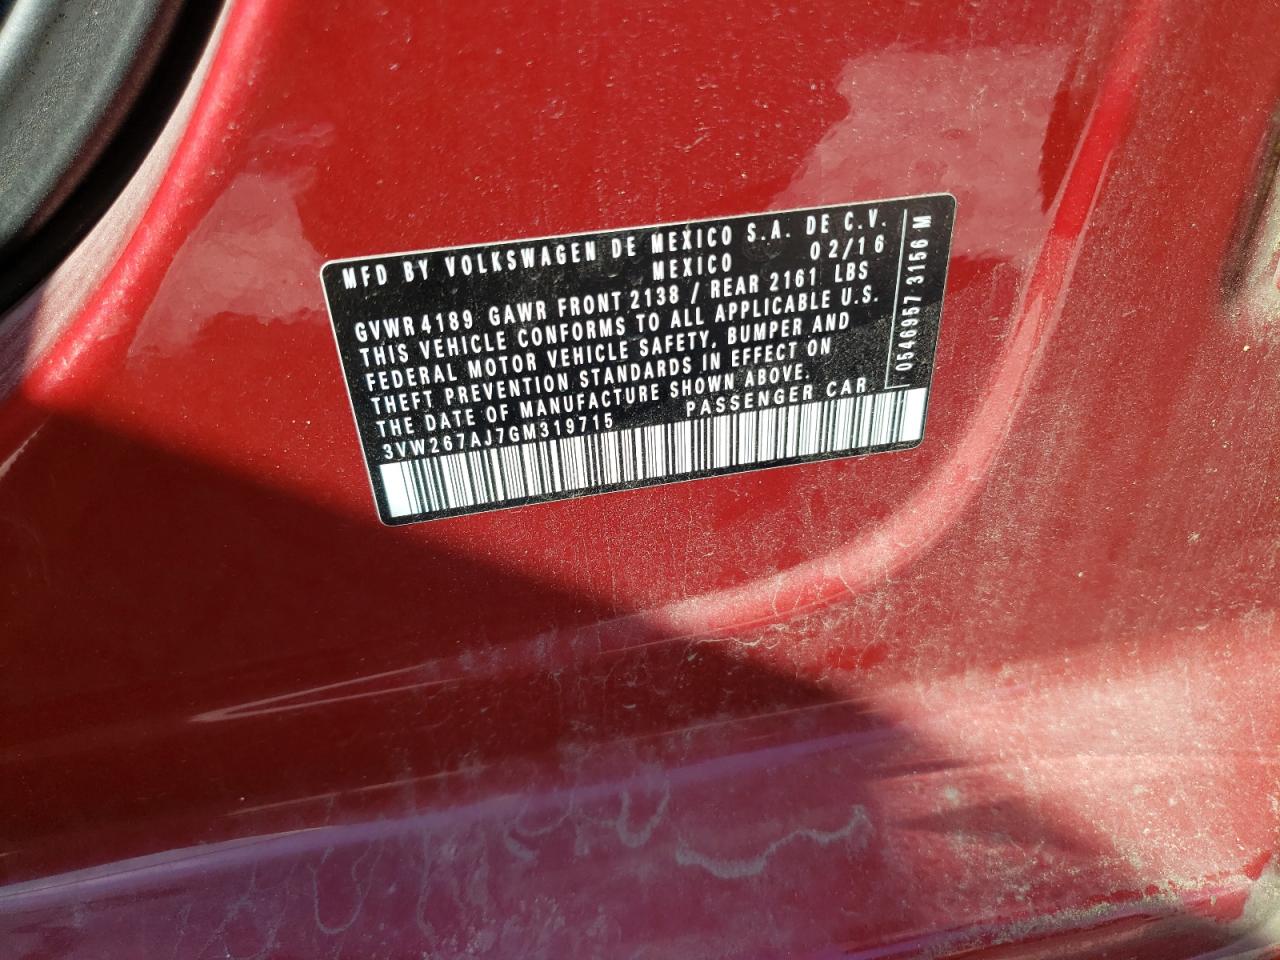 MFD BY VOLKSWAGEN DE MEXICO S.A. DE C.V.
MEXICO 02/16
GVWR 4189 GAWR FRONT 2138 / REAR 2161 LBS
THIS VEHICLE CONFORMS TO ALL APPLICABLE U.S.
FEDERAL MOTOR VEHICLE SAFETY, BUMPER AND
THEFT PREVENTION STANDARDS IN EFFECT ON
THE DATE OF MANUFACTURE SHOWN ABOVE.
3VW267AJ7GM319715 PASSENGER CAR
0546957 3156 M